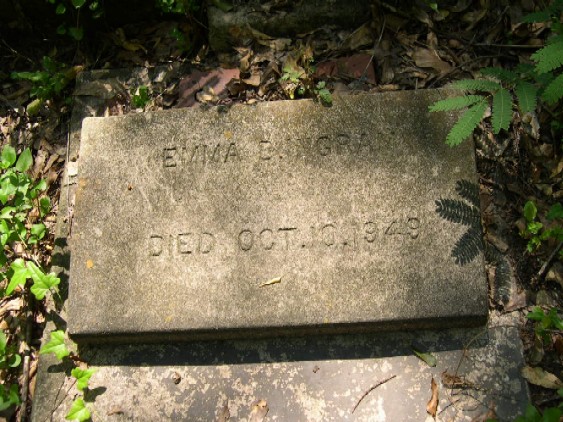 EMMA
DIED OCT. 10. 1949